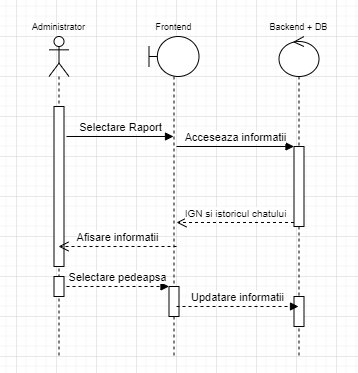 Administrator
Frontend
Backend + DB
Selectare Raport
Acceseaza informatii
IGN si istoricul chatului
Afisare informatii
Selectare pedeapsa
Updatare informatii